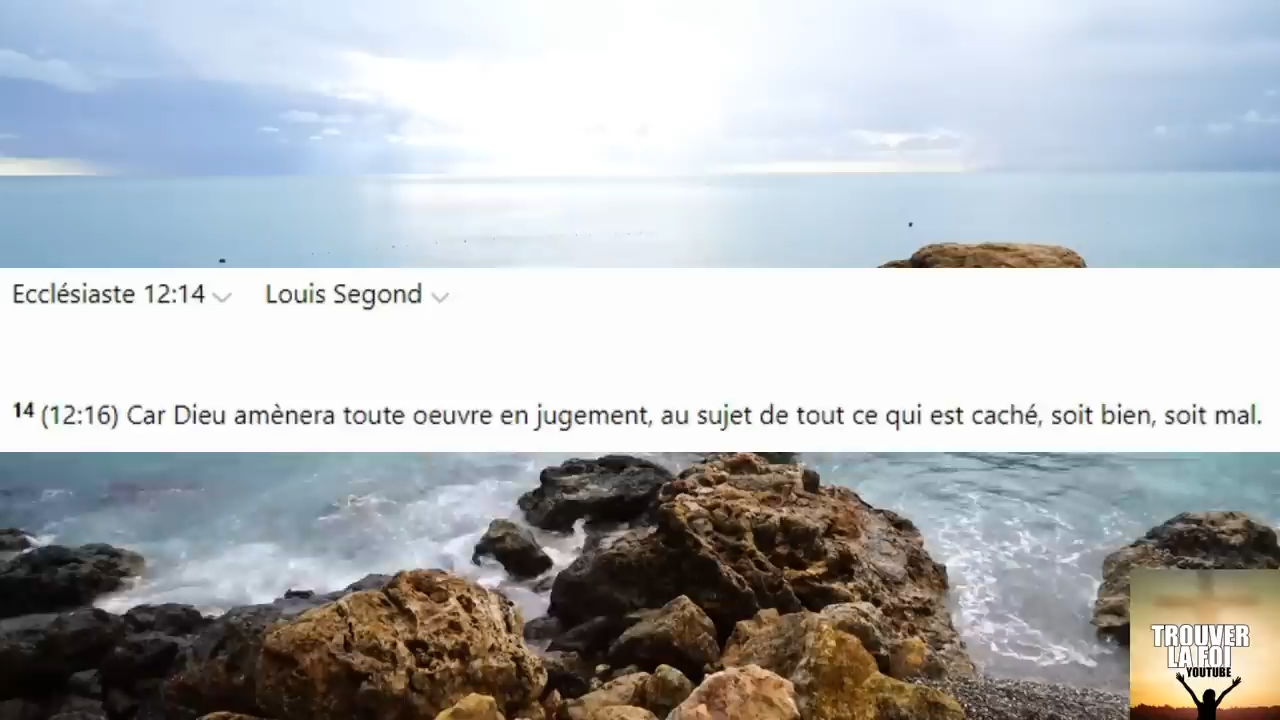 Ecclésiaste 12:14 Louis Segond
14 (12:16) Car Dieu amènera toute oeuvre en jugement, au sujet de tout ce qui est caché, soit bien, soit mal.
TROUVER
LA FOI
YOUTUBE